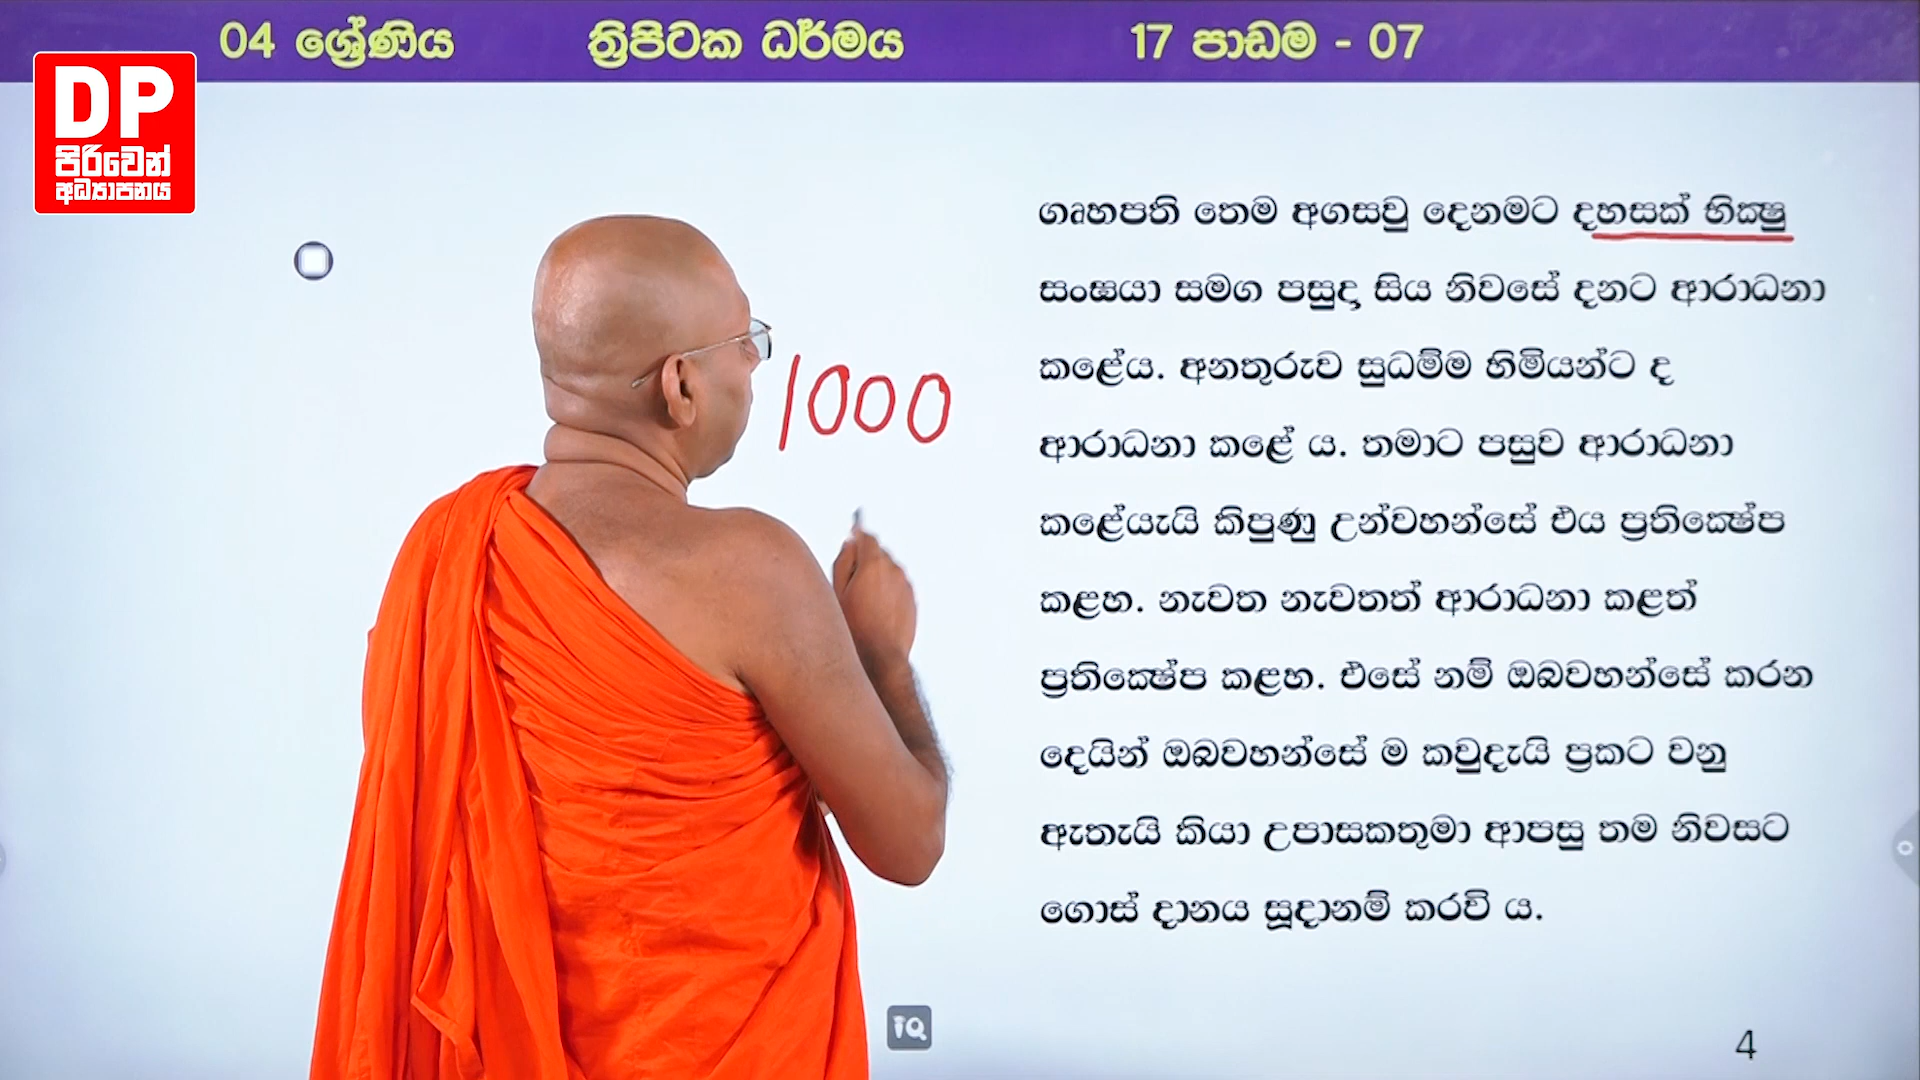 04 ශ්‍රේණිය ත්‍රිපිටක ධර්මය 17 පාඩම - 07
DP
පිරිවෙන්
අධ්‍යාපනය
ගෘහපති තෙම අගසවු දෙනමට දහසක් භික්‍ෂු
සංඝයා සමග පසුදා සිය නිවසේ දනට ආරාධනා
කළේය. අනතුරුව සුධම්ම හිමියන්ට ද
ආරාධනා කළේ ය. තමාට පසුව ආරාධනා
කළේයැයි කිපුණු උන්වහන්සේ එය ප්‍රතික්‍ෂේප
කළහ. නැවත නැවතත් ආරාධනා කළත්
ප්‍රතික්‍ෂේප කළහ. එසේ නම් ඔබවහන්සේ කරන
දෙයින් ඔබවහන්සේ ම කවුදැයි ප්‍රකට වනු
ඇතැයි කියා උපාසකතුමා ආපසු තම නිවසට
ගොස් දානය සූදානම් කරවි ය.
1000
IQ
4